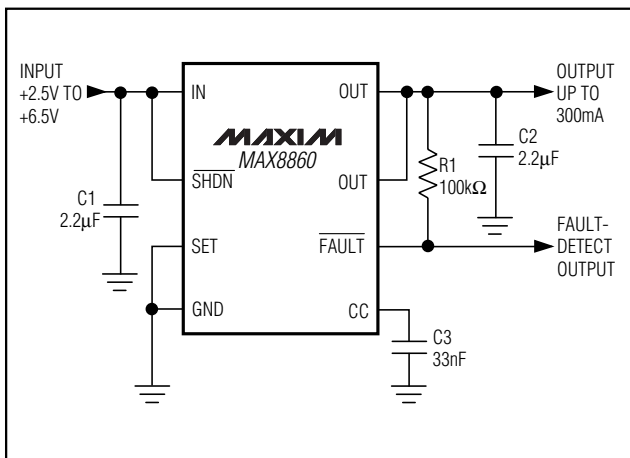 INPUT
+2.5V TO
+6.5V
C1
2.2µF
IN
SHDN
SET
GND
MAXIM
MAX8860
OUT
OUT
FAULT
CC
R1
100kΩ
C2
2.2µF
C3
33nF
OUTPUT
UP TO
300mA
FAULT-
DETECT
OUTPUT